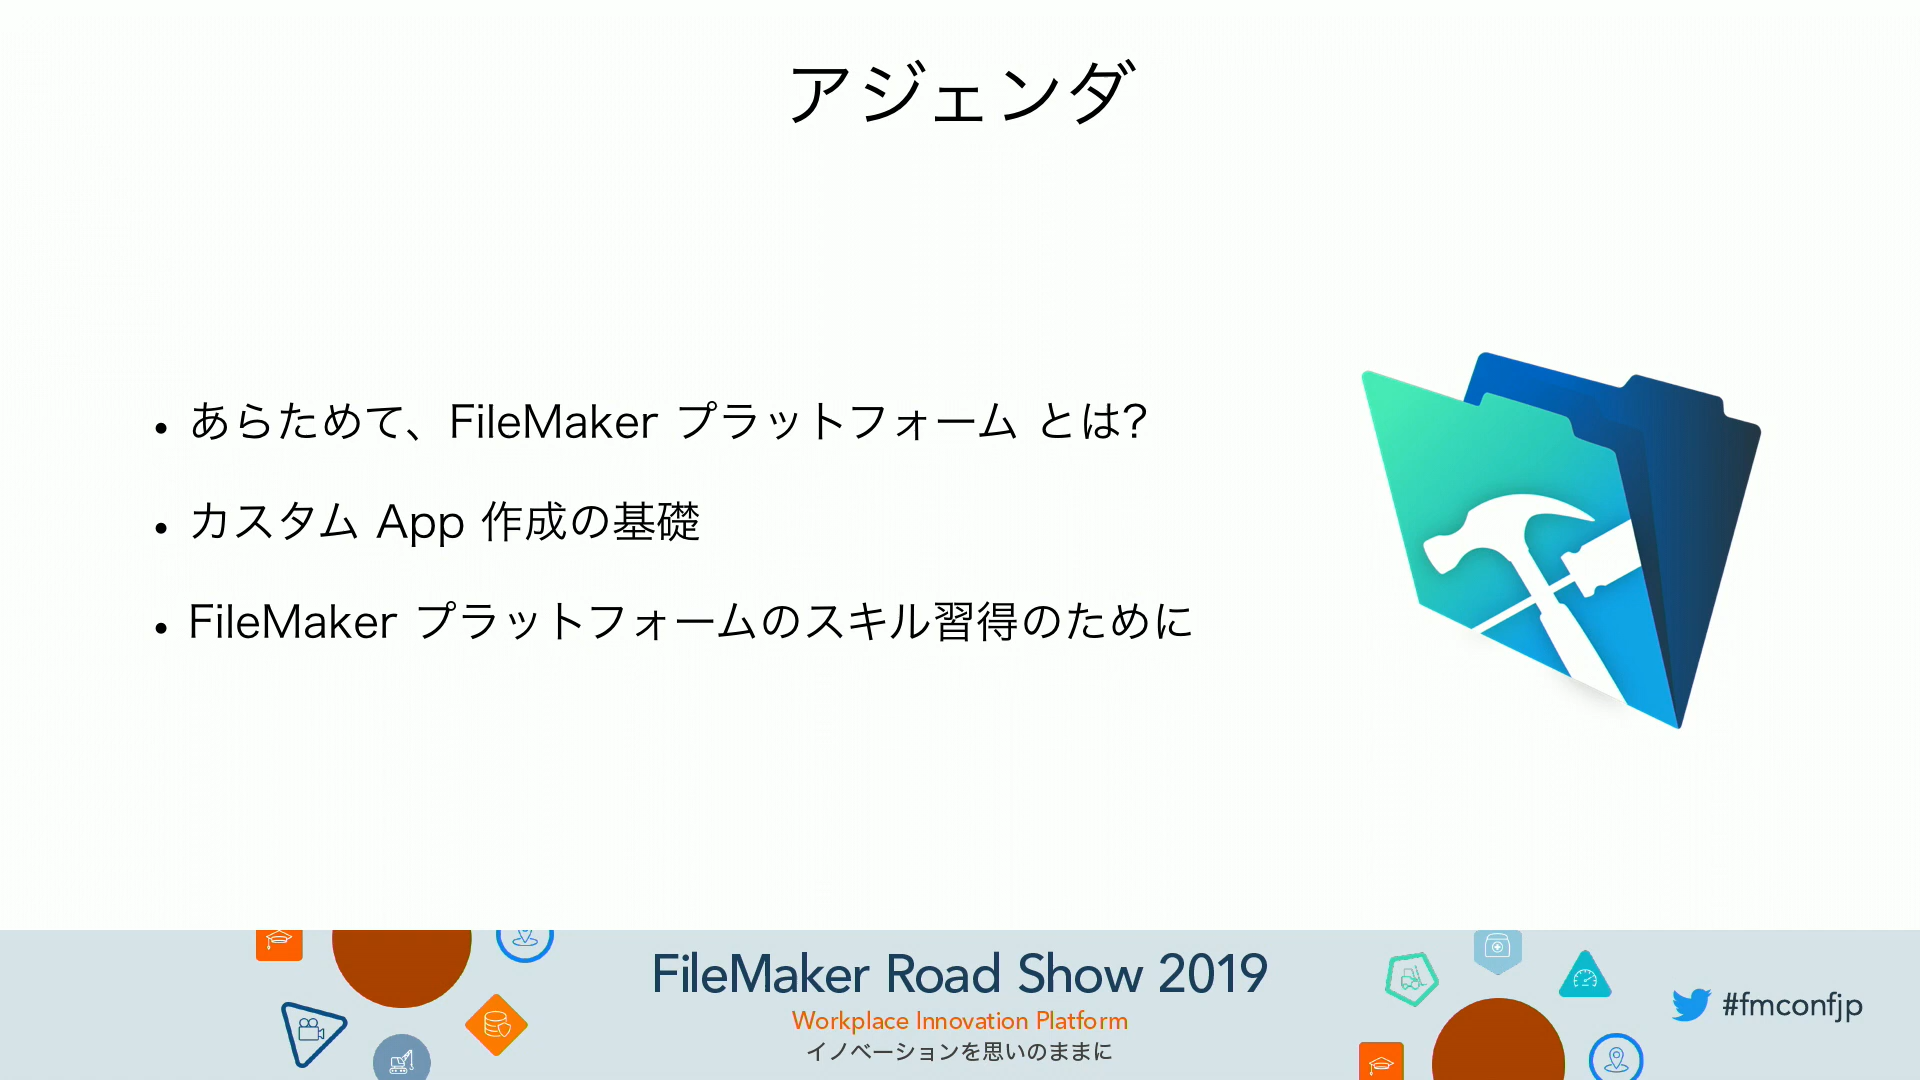 アジェンダ
• あらためて、FileMaker プラットフォーム とは?
• カスタム App 作成の基礎
• FileMaker プラットフォームのスキル習得のために
FileMaker Road Show 2019
Workplace Innovation Platform
イノベーションを思いのままに
#fmconfjp